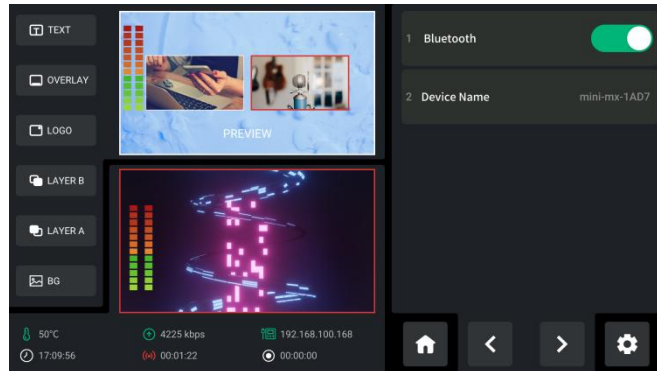 TEXT
OVERLAY
LOGO
LAYER B
LAYER A
BG
PREVIEW
50°C
4225 kbps
192.168.100.168
17:09:56
00:01:22
00:00:00
1 Bluetooth
2 Device Name mini-mx-1AD7